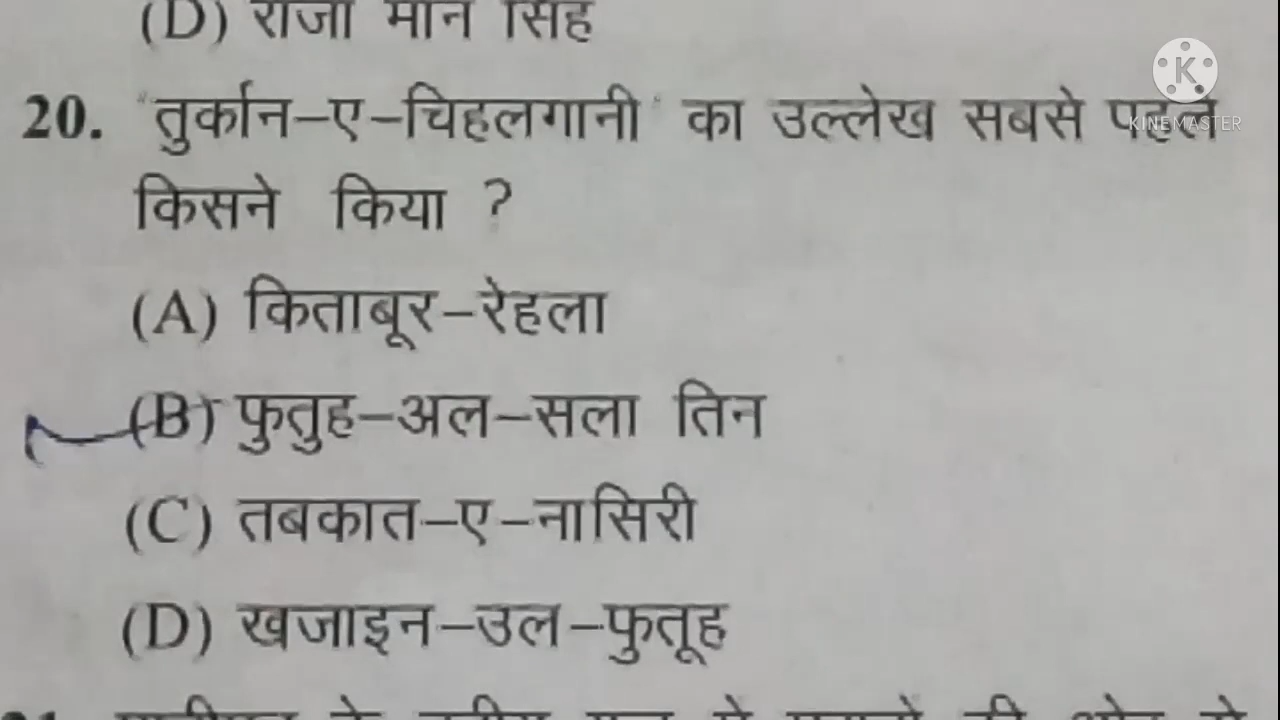 (D) राजा मान सिंह
20. "तुर्कान-ए-चिहलगानी" का उल्लेख सबसे पहले
K
KINEMASTER
किसने किया ?
(A) किताबूर-रेहला
(B) फुतुह-अल-सला तिन
(C) तबकात-ए-नासिरी
(D) खजाइन-उल-फुतूह